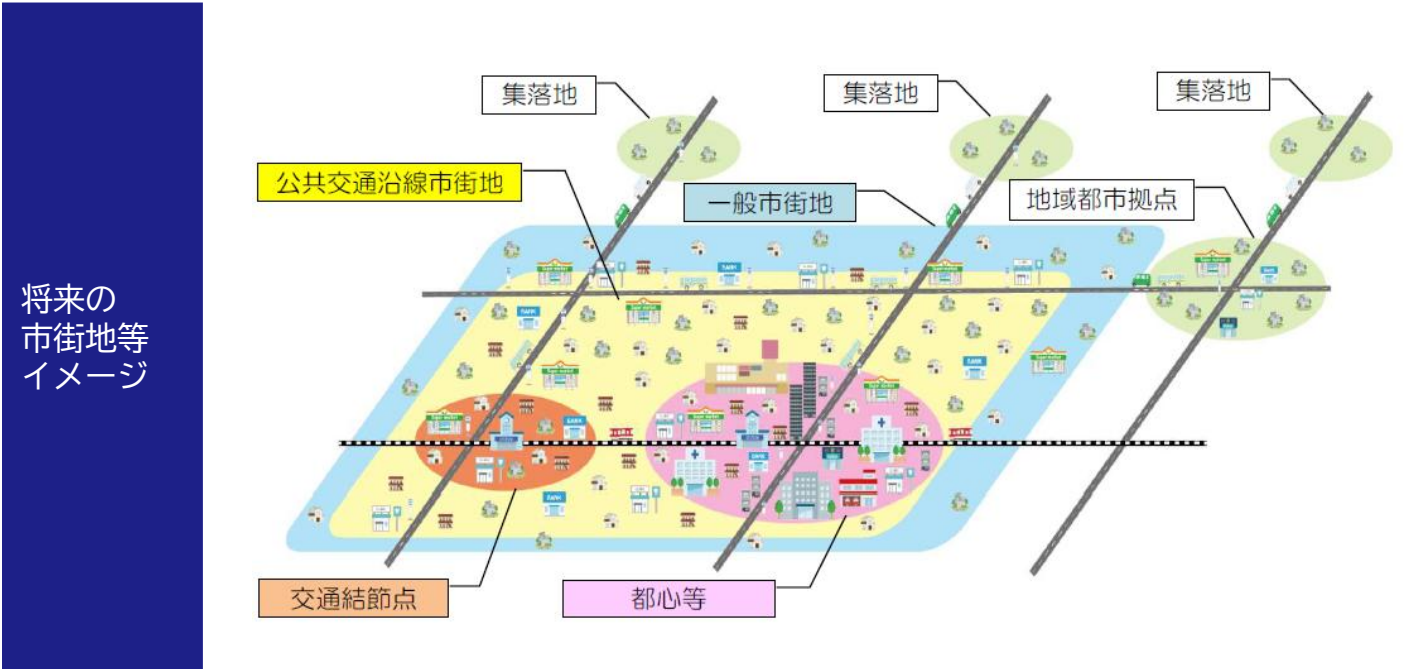 将来の
市街地等
イメージ
集落地
集落地
集落地
公共交通沿線市街地
一般市街地
地域都市拠点
交通結節点
都心等